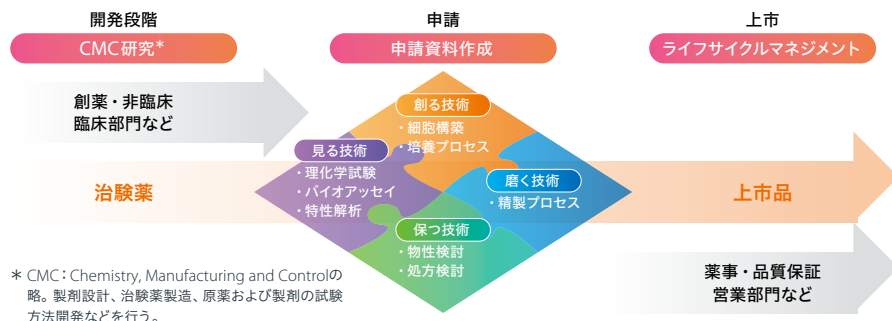 開発段階
申請
上市
CMC研究*
申請資料作成
ライフサイクルマネジメント
創薬・非臨床
臨床部門など
創る技術
・細胞構築
・培養プロセス
見る技術
・理化学試験
・バイオアッセイ
・特性解析
磨く技術
・精製プロセス
治験薬
上市品
保つ技術
・物性検討
・処方検討
薬事・品質保証
営業部門など
* CMC：Chemistry, Manufacturing and Controlの
略。製剤設計、治験薬製造、原薬および製剤の試験
方法開発などを行う。